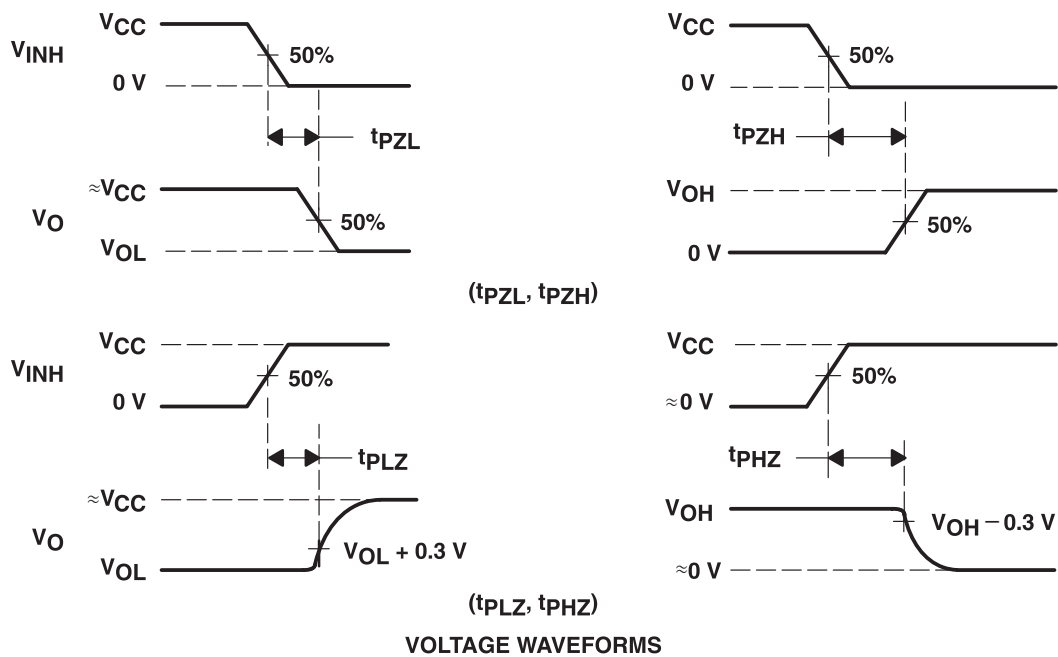 VCC
VINH
50%
0 V
tPZL
≈VCC
VO
50%
VOL
VCC
50%
0 V
tPZH
VOH
50%
0 V
(tPZL, tPZH)
VCC
VINH
50%
0 V
tPLZ
≈VCC
VO
VOL + 0.3 V
VOL
VCC
50%
≈0 V
tPHZ
VOH
VOH – 0.3 V
≈0 V
(tPLZ, tPHZ)
VOLTAGE WAVEFORMS